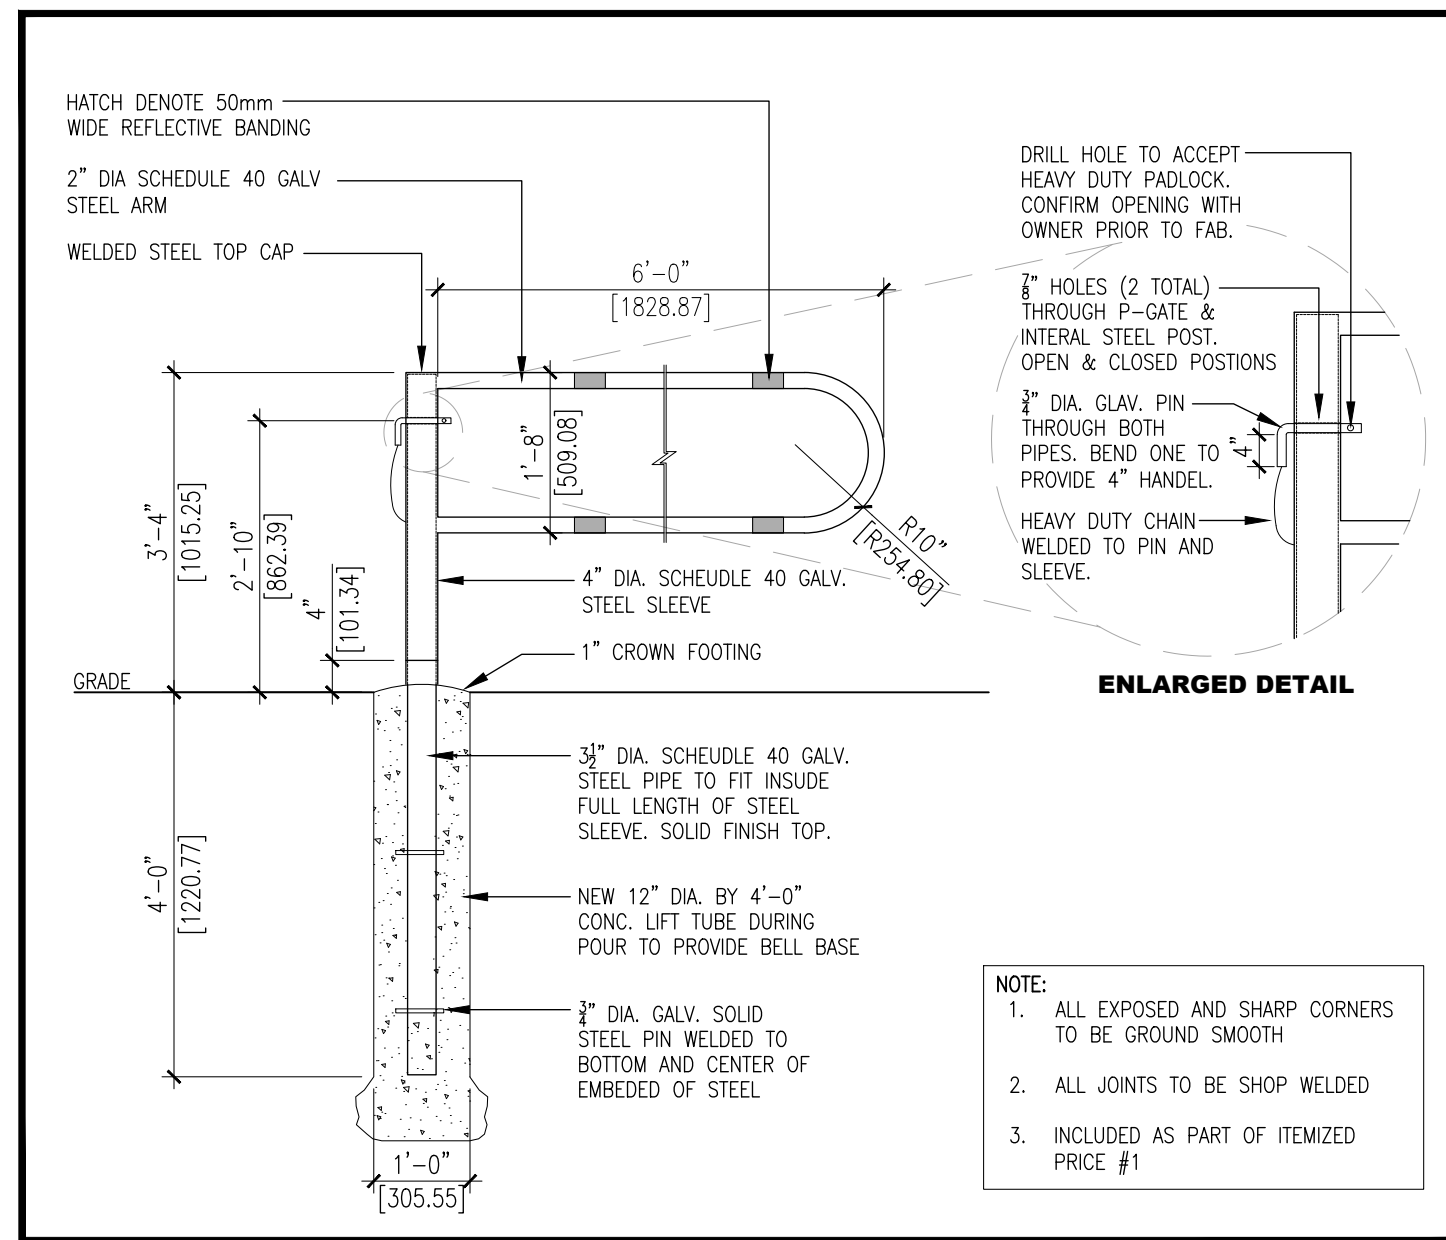 HATCH DENOTE 50mm
WIDE REFLECTIVE BANDING
2" DIA SCHEDULE 40 GALV
STEEL ARM
WELDED STEEL TOP CAP
6'-0"
[1828.87]
3'-4"
[1015.25]
2'-10"
[862.39]
4"
[101.34]
1'-8"
[509.08]
R10"
[R254.80]
4" DIA. SCHEUDLE 40 GALV.
STEEL SLEEVE
1" CROWN FOOTING
GRADE
3½" DIA. SCHEUDLE 40 GALV.
STEEL PIPE TO FIT INSUDE
FULL LENGTH OF STEEL
SLEEVE. SOLID FINISH TOP.
4'-0"
[1220.77]
NEW 12" DIA. BY 4'-0"
CONC. LIFT TUBE DURING
POUR TO PROVIDE BELL BASE
¾" DIA. GALV. SOLID
STEEL PIN WELDED TO
BOTTOM AND CENTER OF
EMBEDED OF STEEL
1'-0"
[305.55]
DRILL HOLE TO ACCEPT
HEAVY DUTY PADLOCK.
CONFIRM OPENING WITH
OWNER PRIOR TO FAB.
⅞" HOLES (2 TOTAL)
THROUGH P-GATE &
INTERAL STEEL POST.
OPEN & CLOSED POSTIONS
¾" DIA. GLAV. PIN
THROUGH BOTH
PIPES. BEND ONE TO
PROVIDE 4" HANDEL.
4"
HEAVY DUTY CHAIN
WELDED TO PIN AND
SLEEVE.
ENLARGED DETAIL
NOTE:
1. ALL EXPOSED AND SHARP CORNERS
TO BE GROUND SMOOTH
2. ALL JOINTS TO BE SHOP WELDED
3. INCLUDED AS PART OF ITEMIZED
PRICE #1